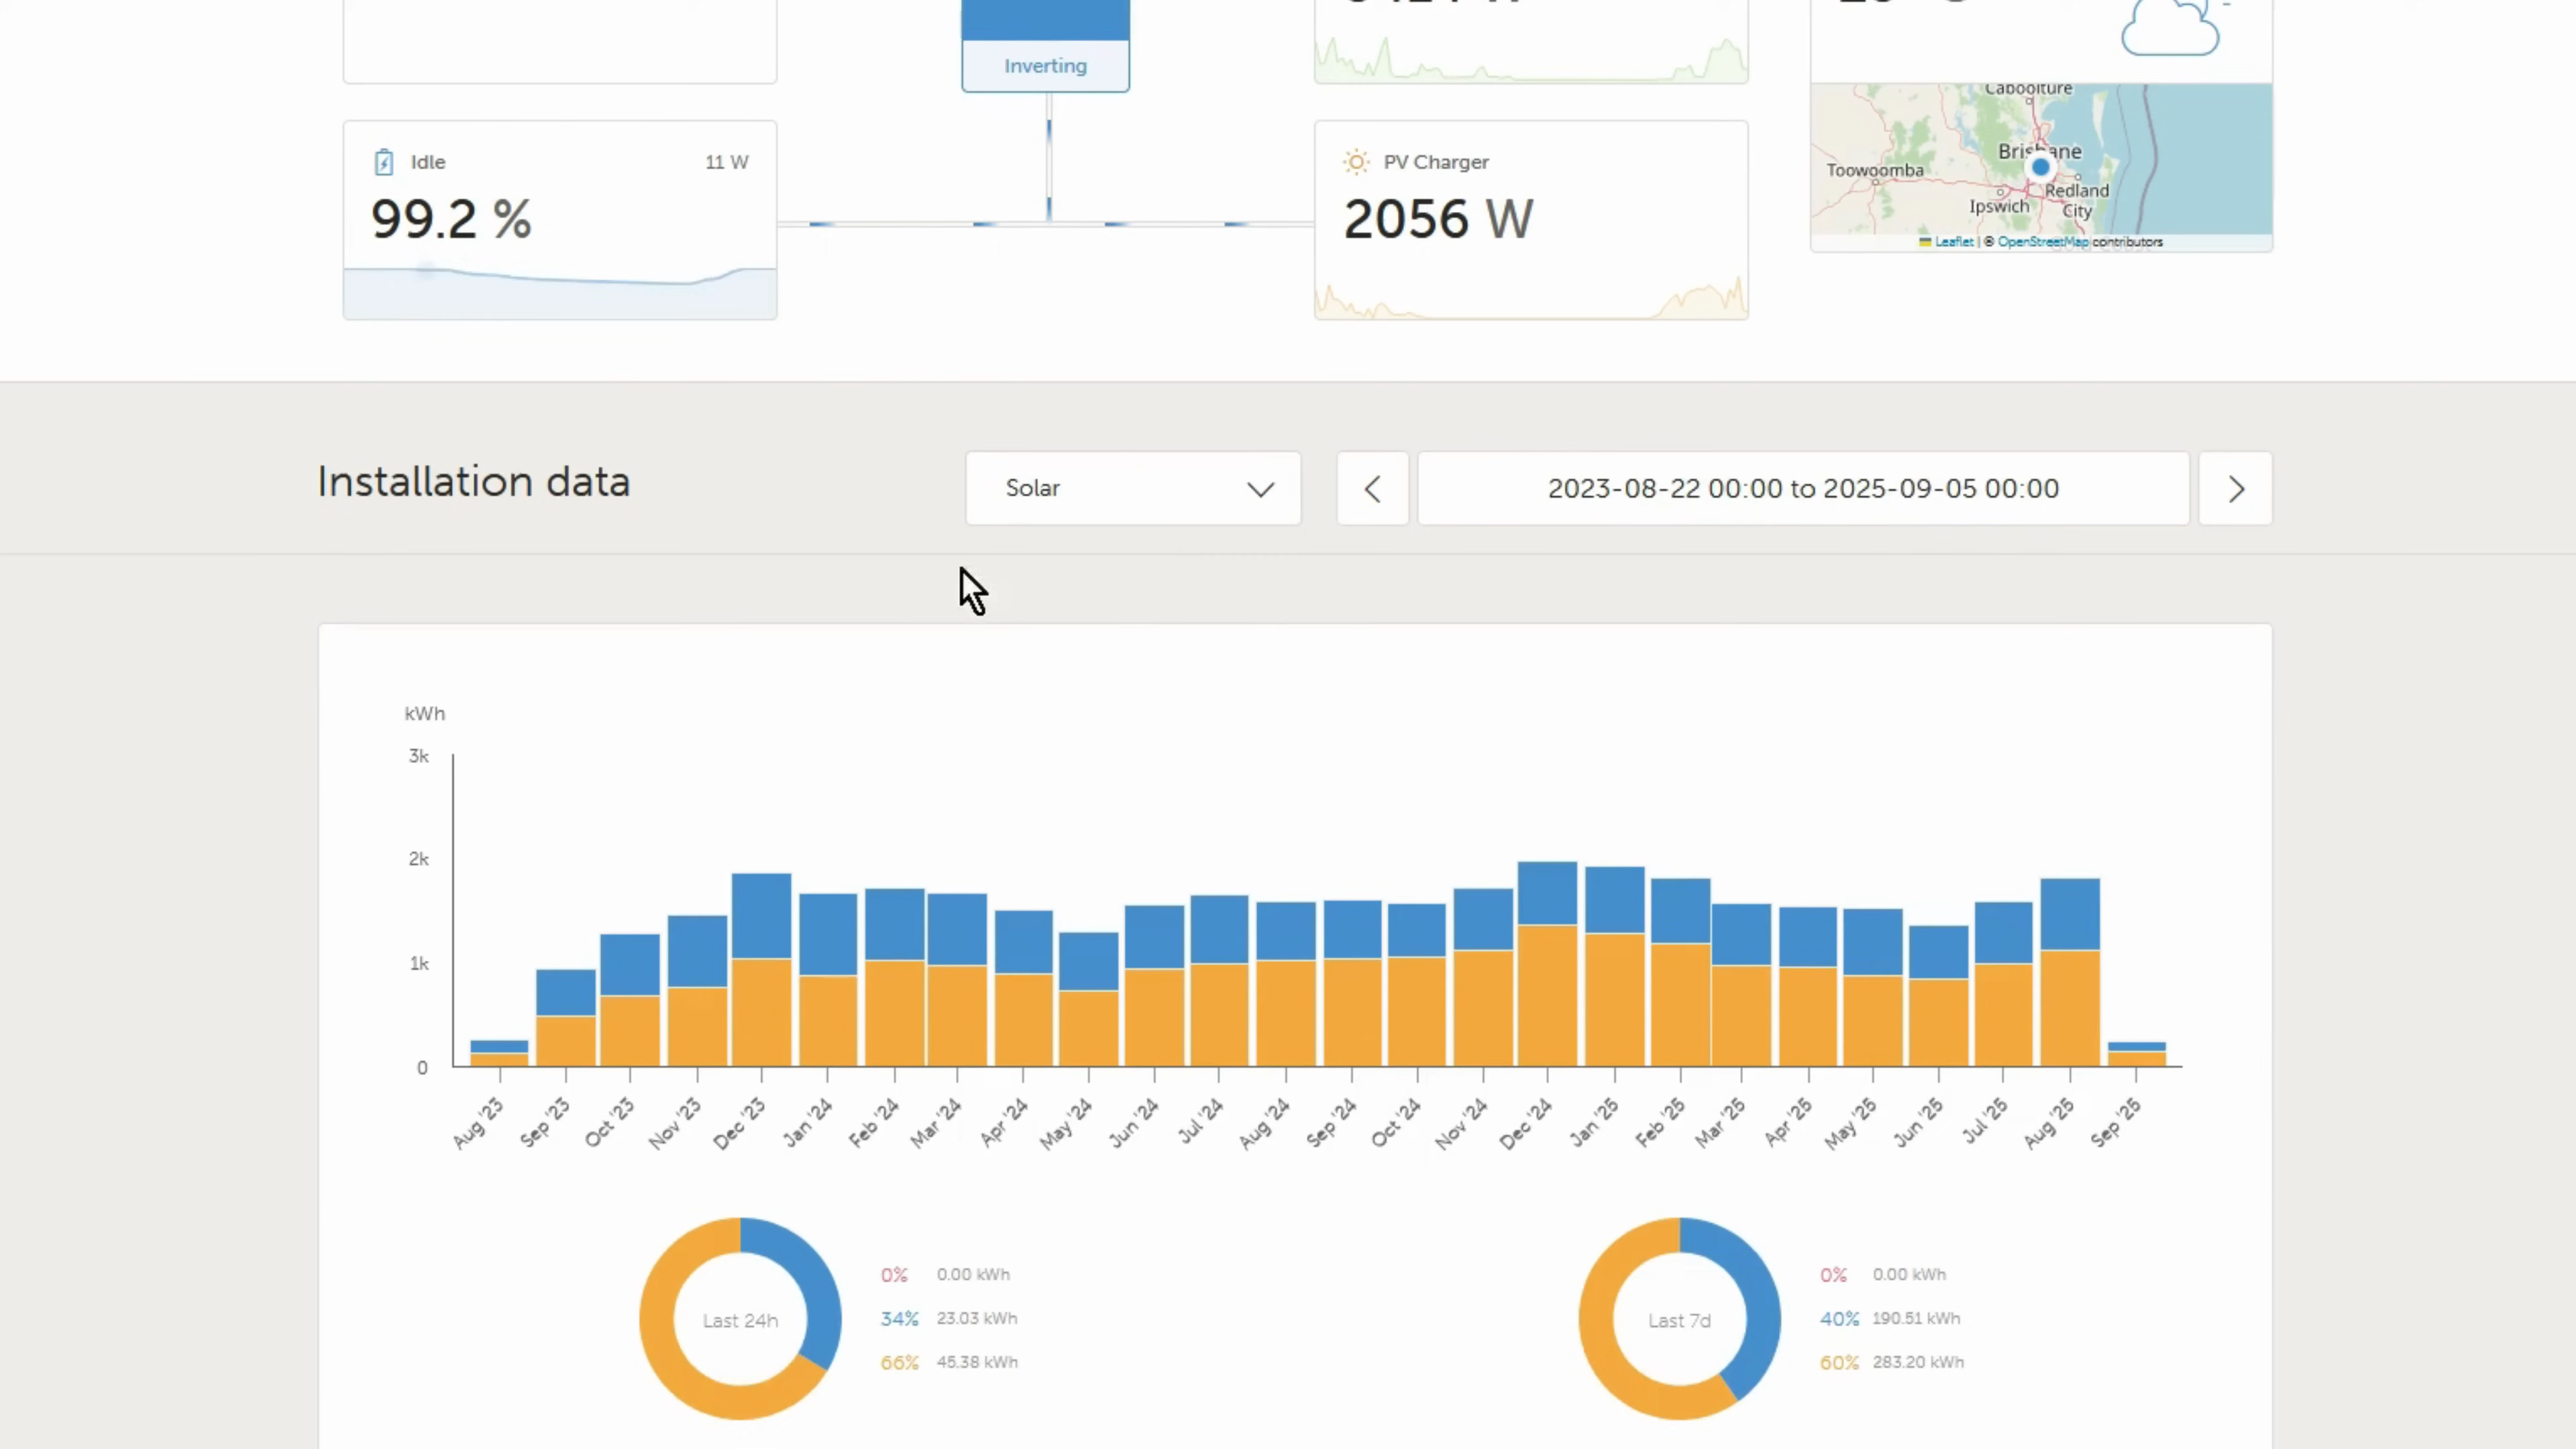 Inverting
Caboolture
Brisbane
Toowoomba
Redland
City
Ipswich
Leaflet | © OpenStreetMap contributors
Idle 11 W
99.2 %
PV Charger
2056 W
Installation data
Solar
2023-08-22 00:00 to 2025-09-05 00:00
kWh
3k
2k
1k
0
Aug '23 Sep '23 Oct '23 Nov '23 Dec '23 Jan '24 Feb '24 Mar '24 Apr '24 May '24 Jun '24 Jul '24 Aug '24 Sep '24 Oct '24 Nov '24 Dec '24 Jan '25 Feb '25 Mar '25 Apr '25 May '25 Jun '25 Jul '25 Aug '25 Sep '25
Last 24h
0% 0.00 kWh
34% 23.03 kWh
66% 45.38 kWh
Last 7d
0% 0.00 kWh
40% 190.51 kWh
60% 283.20 kWh